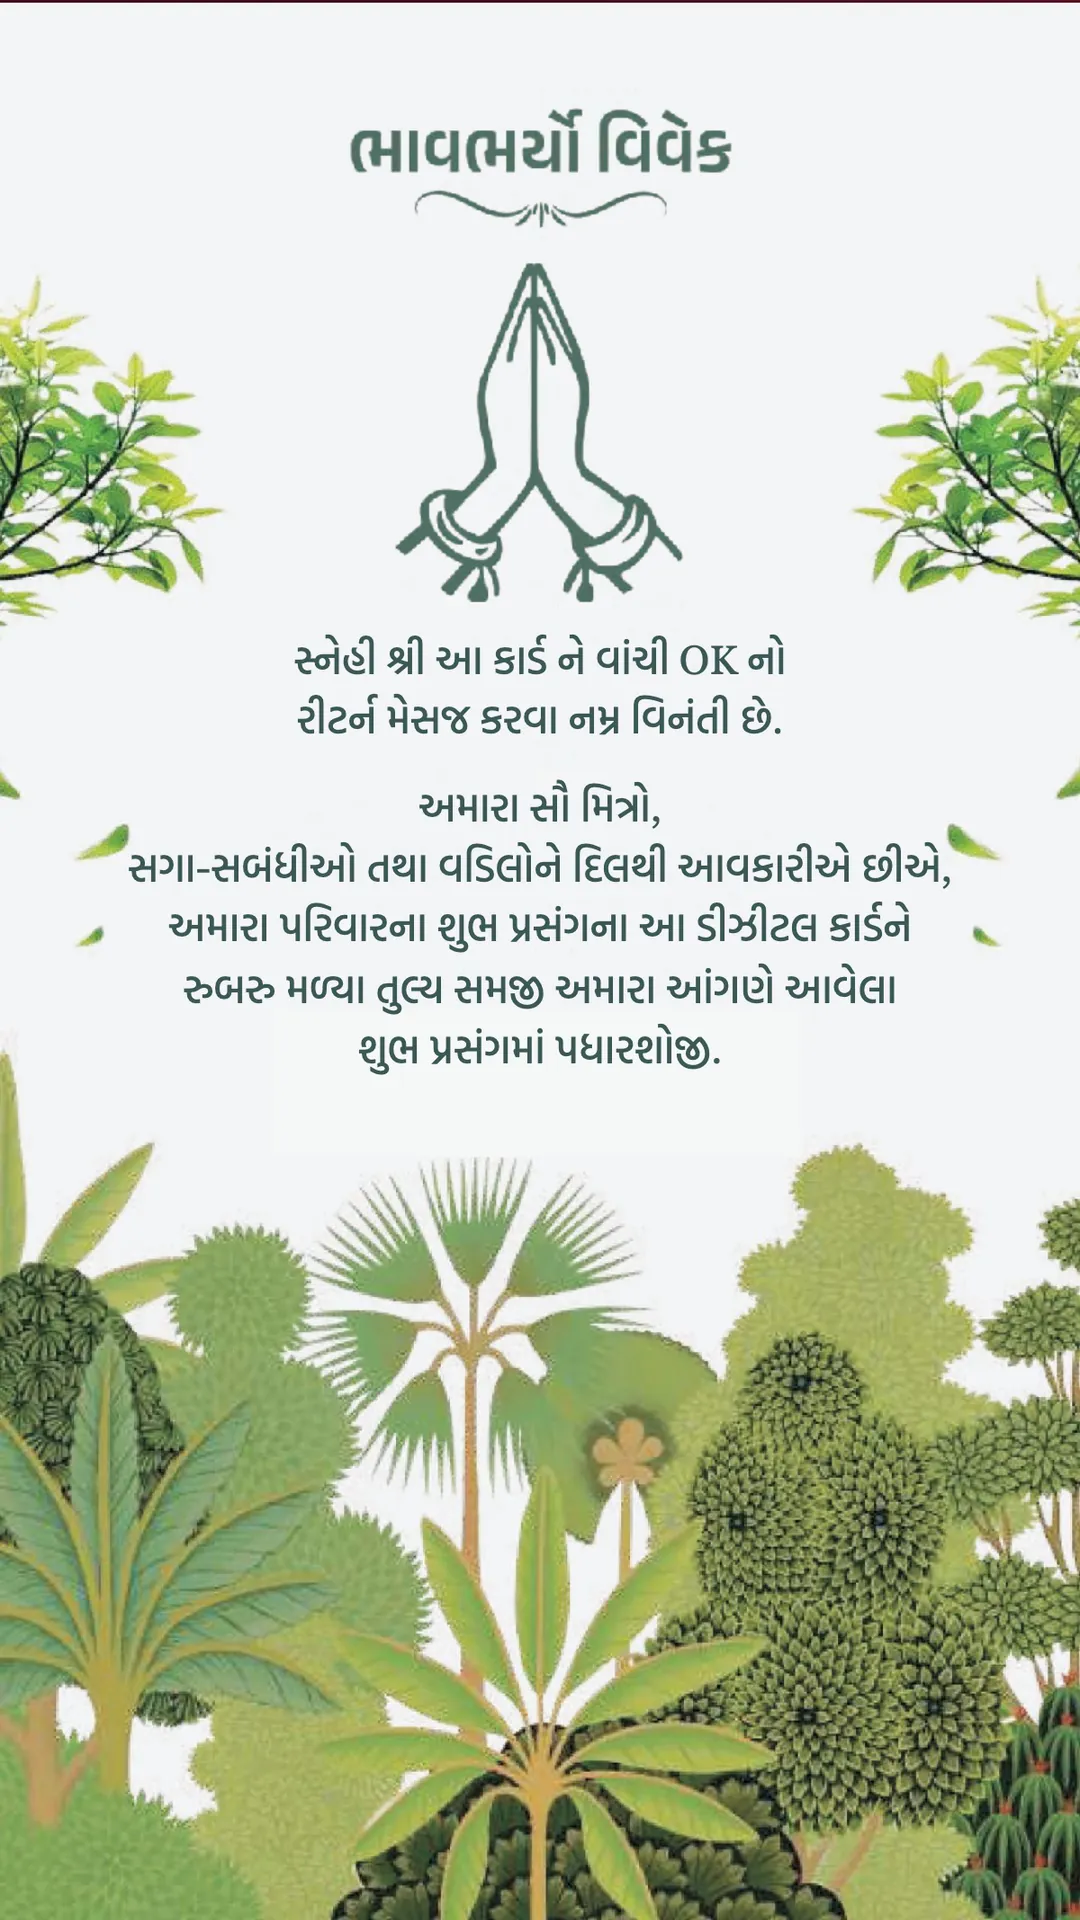 ભાવભર્યો વિવેક
સ્નેહી શ્રી આ કાર્ડ ને વાંચી OK નો
રીટર્ન મેસજ કરવા નમ્ર વિનંતી છે.
અમારા સૌ મિત્રો,
સગા-સબંધીઓ તથા વડિલોને દિલથી આવકારીએ છીએ,
અમારા પરિવારના શુભ પ્રસંગના આ ડીઝીટલ કાર્ડને
રુબરુ મળ્યા તુલ્ય સમજી અમારા આંગણે આવેલા
શુભ પ્રસંગમાં પધારશોજી.